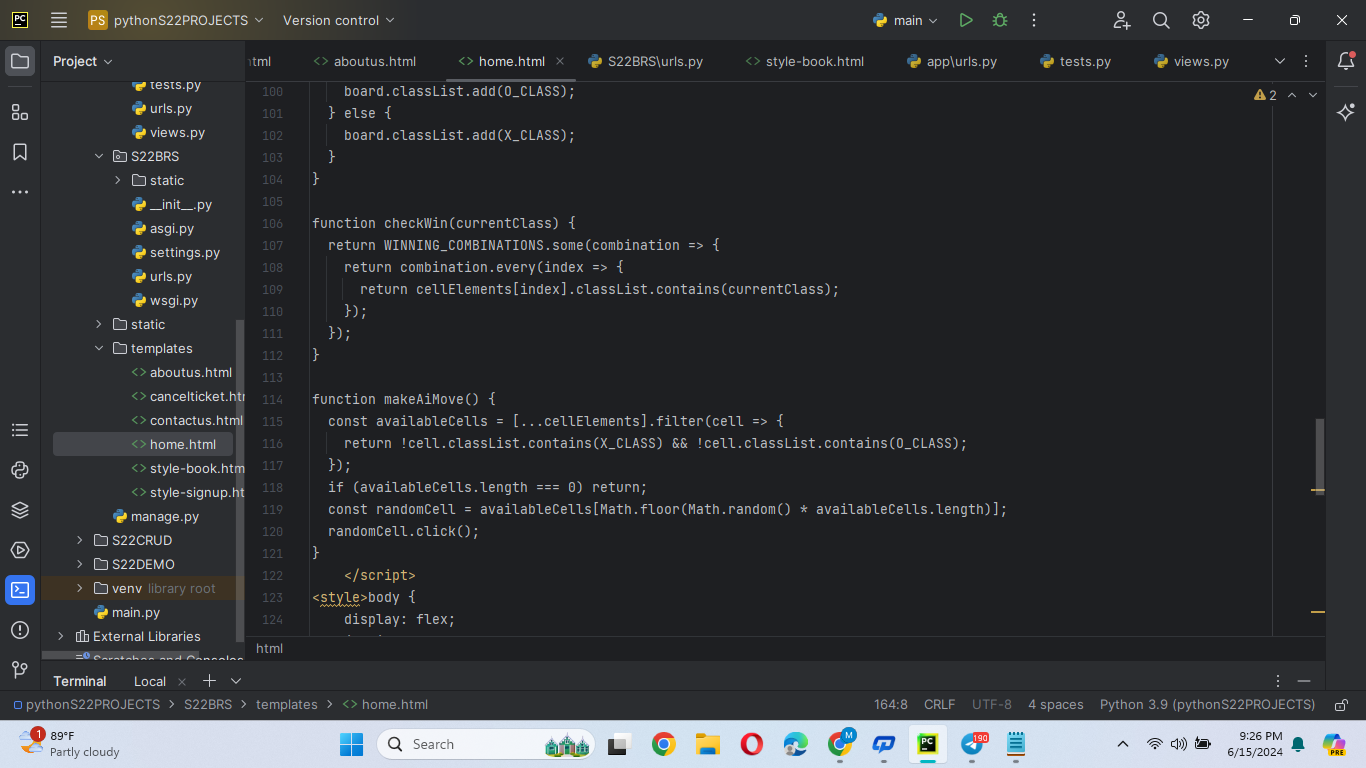 PC
PS pythonS22PROJECTS
Version control
main
Project
html
<> aboutus.html
<> home.html ×
S22BRS\urls.py
<> style-book.html
app\urls.py
tests.py
views.py
tests.py
urls.py
views.py
S22BRS
static
__init__.py
asgi.py
settings.py
urls.py
wsgi.py
static
templates
<> aboutus.html
<> cancelticket.htm
<> contactus.html
<> home.html
<> style-book.htm
<> style-signup.ht
manage.py
S22CRUD
S22DEMO
venv library root
main.py
External Libraries
Scratches and Consoles
2
100 board.classList.add(O_CLASS);
101 } else {
102 board.classList.add(X_CLASS);
103 }
104 }
105
106 function checkWin(currentClass) {
107 return WINNING_COMBINATIONS.some(combination => {
108 return combination.every(index => {
109 return cellElements[index].classList.contains(currentClass);
110 });
111 });
112 }
113
114 function makeAiMove() {
115 const availableCells = [...cellElements].filter(cell => {
116 return !cell.classList.contains(X_CLASS) && !cell.classList.contains(O_CLASS);
117 });
118 if (availableCells.length === 0) return;
119 const randomCell = availableCells[Math.floor(Math.random() * availableCells.length)];
120 randomCell.click();
121 }
122 </script>
123 <style>body {
124 display: flex;
html
Terminal Local ×
pythonS22PROJECTS > S22BRS > templates > <> home.html
164:8 CRLF UTF-8 4 spaces Python 3.9 (pythonS22PROJECTS)
1
89°F
Partly cloudy
Search
M
PC
190
9:26 PM
6/15/2024
PRE